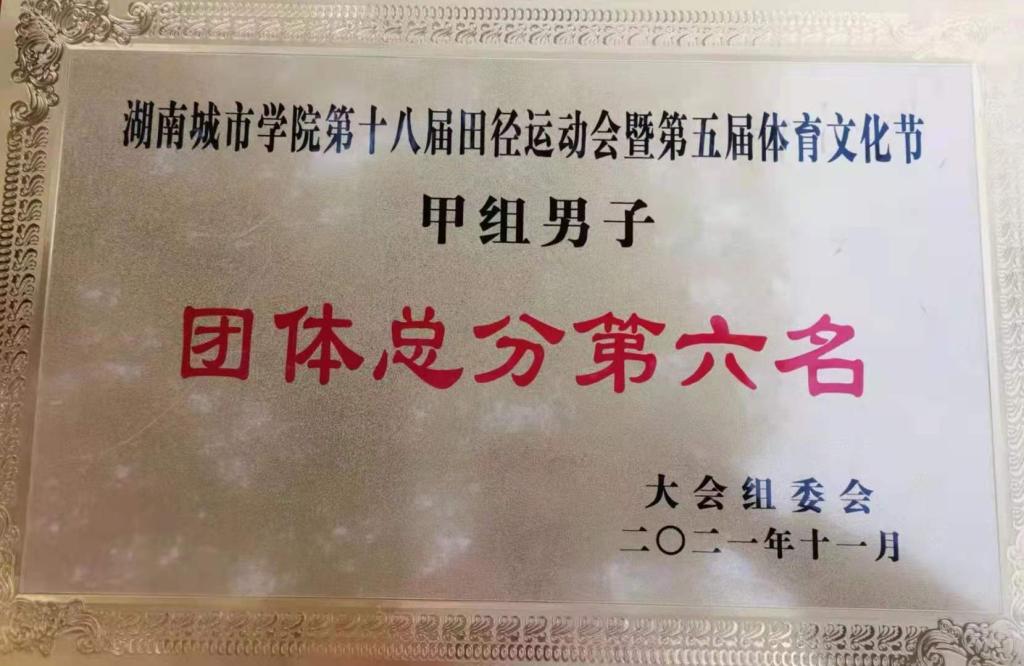 湖南城市学院第十八届田径运动会暨第五届体育文化节
甲组男子
团体总分第六名
大会组委会
二〇二一年十一月